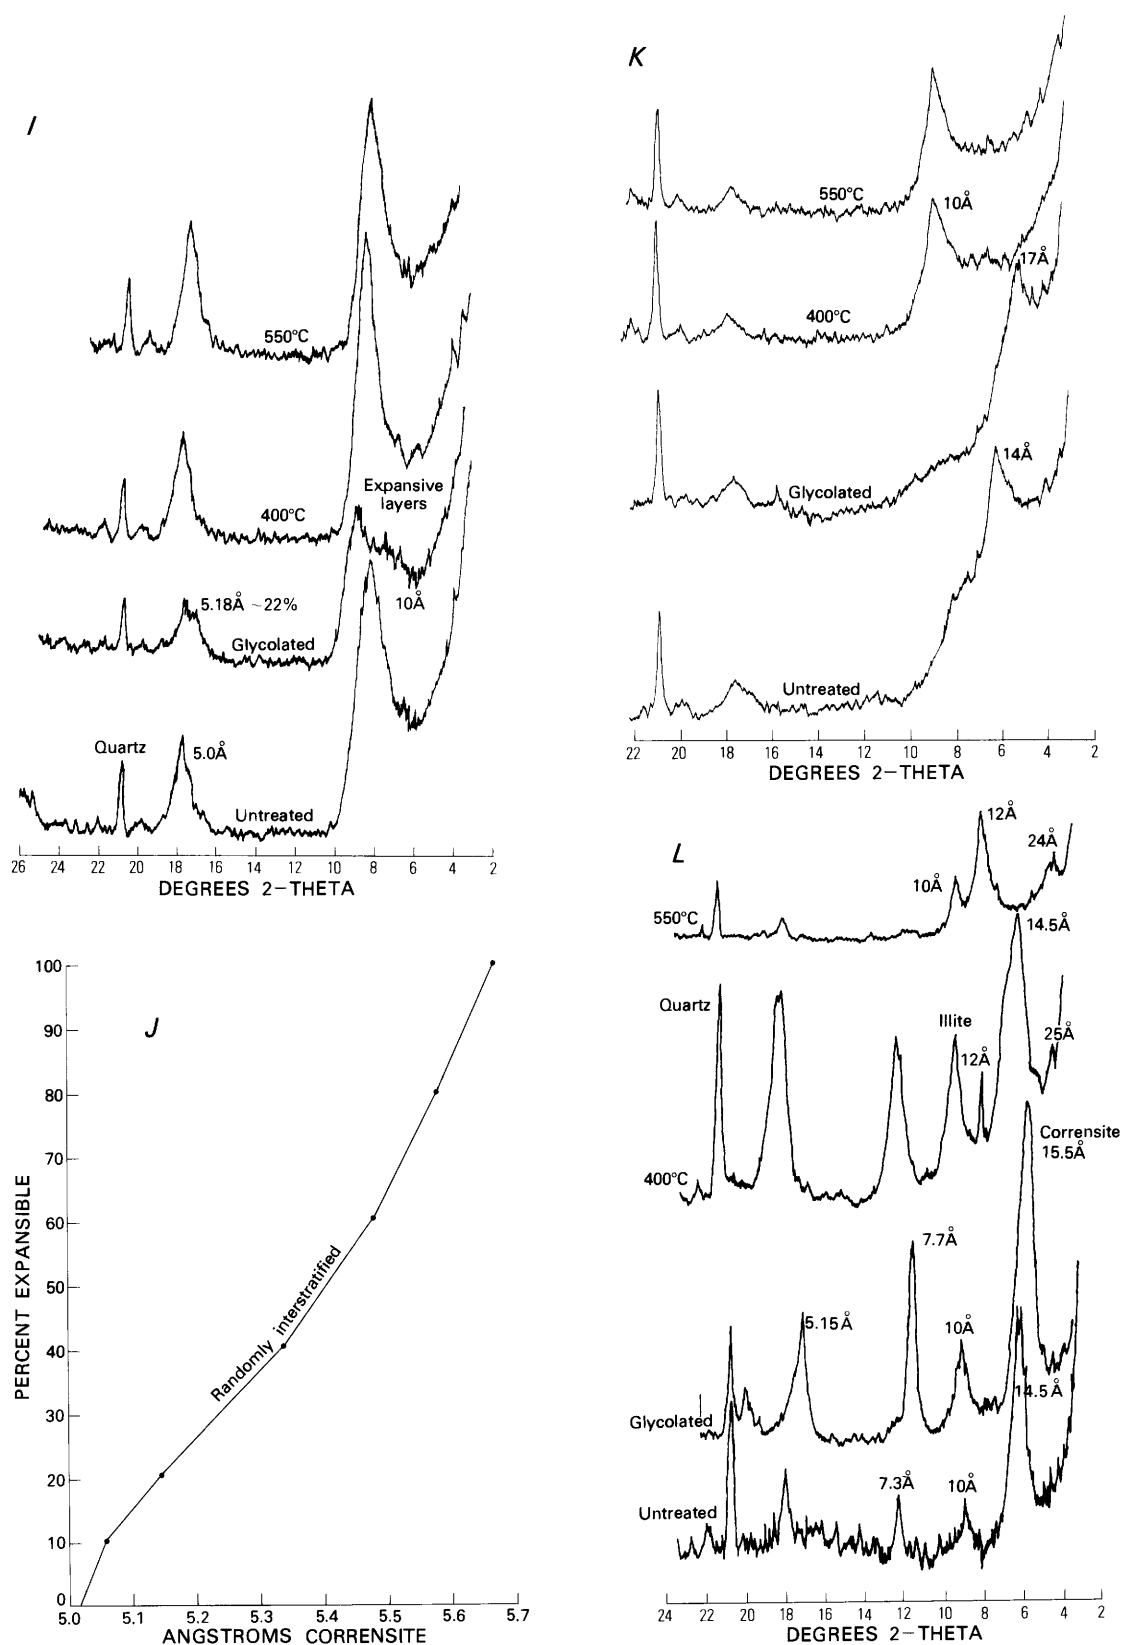 I
550°C
400°C
Expansive
layers
5.18Å ~22%
10Å
Glycolated
Quartz
5.0Å
Untreated
26 24 22 20 18 16 14 12 10 8 6 4 2
DEGREES 2-THETA
K
550°C
10Å
400°C
17Å
Glycolated
14Å
Untreated
22 20 18 16 14 12 10 8 6 4 2
DEGREES 2-THETA
J
100
90
80
70
60
50
40
30
20
10
0
PERCENT EXPANSIBLE
Randomly interstratified
5.0 5.1 5.2 5.3 5.4 5.5 5.6 5.7
ANGSTROMS CORRENSITE
L
12Å
24Å
10Å
550°C
14.5Å
Quartz
Illite
25Å
12Å
Corrensite
15.5Å
400°C
7.7Å
5.15Å
10Å
14.5Å
Glycolated
7.3Å
10Å
Untreated
24 22 20 18 16 14 12 10 8 6 4 2
DEGREES 2-THETA